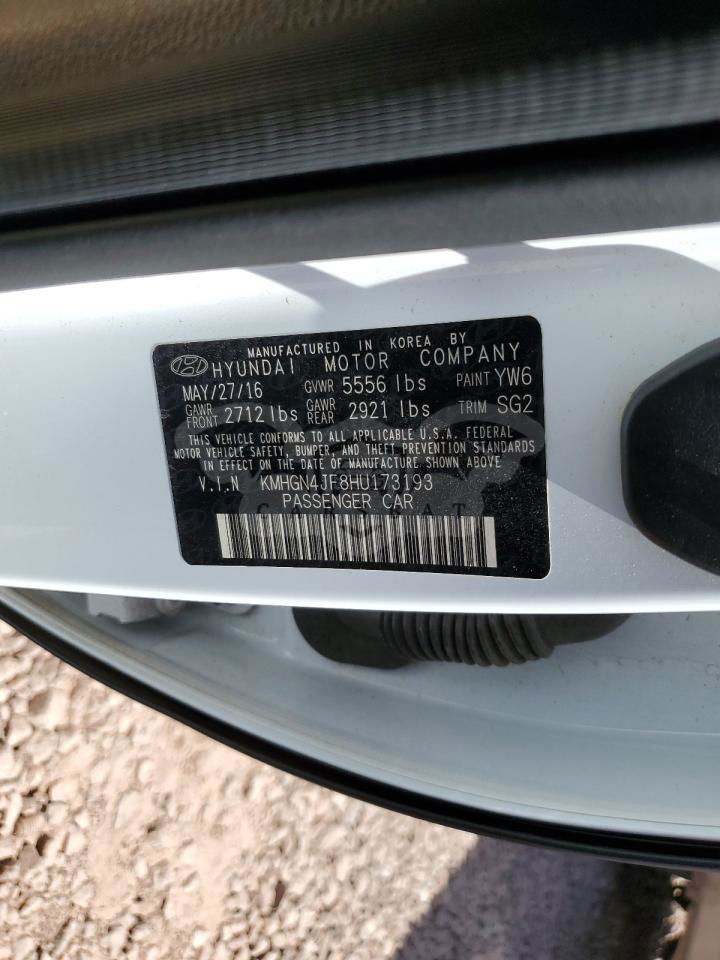 MANUFACTURED IN KOREA BY
HYUNDAI MOTOR COMPANY
MAY/27/16 GVWR 5556 lbs PAINT YW6
GAWR FRONT 2712 lbs GAWR REAR 2921 lbs TRIM SG2
THIS VEHICLE CONFORMS TO ALL APPLICABLE U.S.A. FEDERAL
MOTOR VEHICLE SAFETY, BUMPER, AND THEFT PREVENTION STANDARDS
IN EFFECT ON THE DATE OF MANUFACTURE SHOWN ABOVE
V.I.N KMHGN4JF8HU173193
PASSENGER CAR